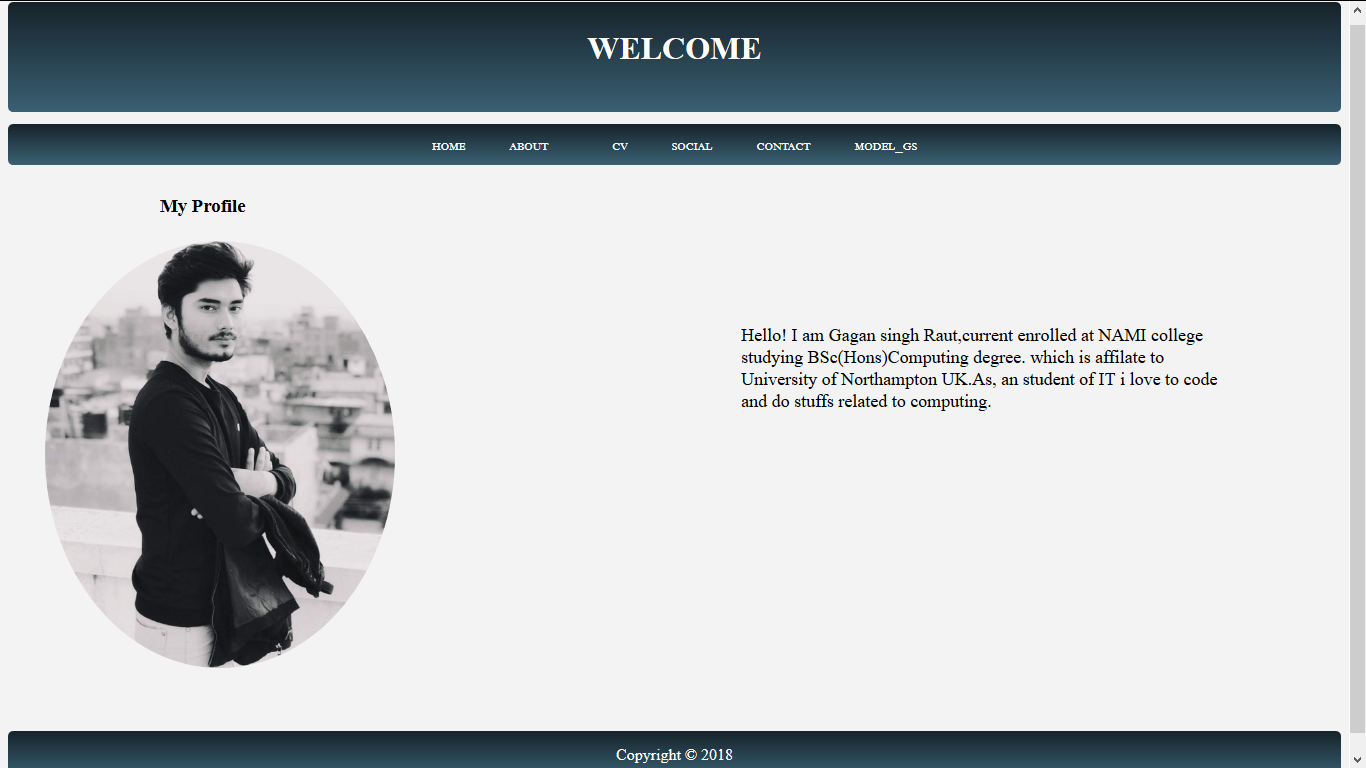 WELCOME
HOME ABOUT CV SOCIAL CONTACT MODEL_GS
My Profile
Hello! I am Gagan singh Raut,current enrolled at NAMI college
studying BSc(Hons)Computing degree. which is affilate to
University of Northampton UK.As, an student of IT i love to code
and do stuffs related to computing.
Copyright © 2018